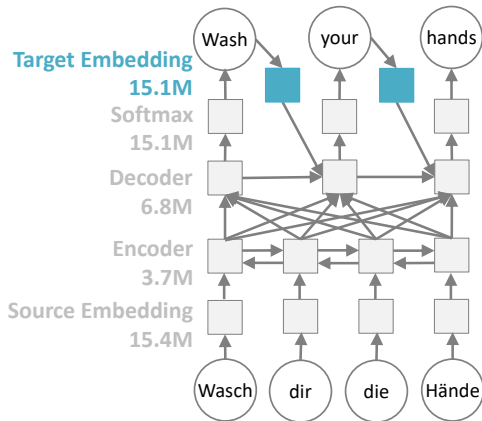 Wash your hands
Target Embedding
15.1M
Softmax
15.1M
Decoder
6.8M
Encoder
3.7M
Source Embedding
15.4M
Wasch dir die Hände